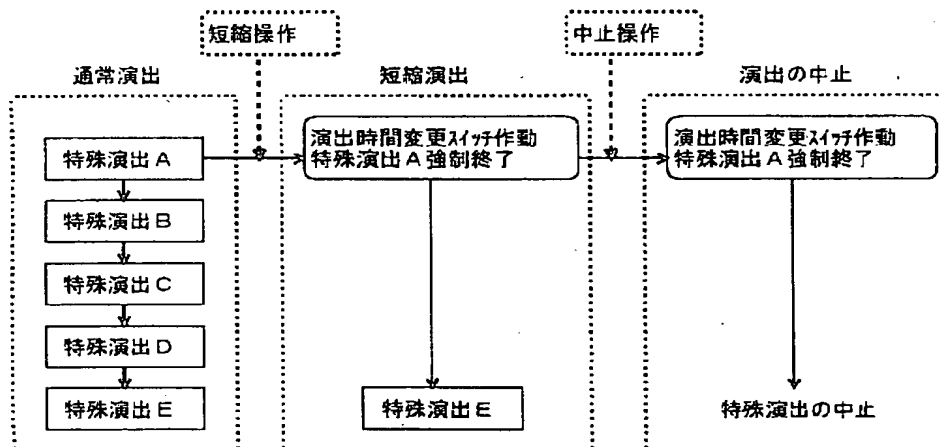 短縮操作
中止操作
通常演出
短縮演出
演出の中止
特殊演出A
特殊演出B
特殊演出C
特殊演出D
特殊演出E
演出時間変更スイッチ作動
特殊演出A強制終了
特殊演出E
演出時間変更スイッチ作動
特殊演出A強制終了
特殊演出の中止